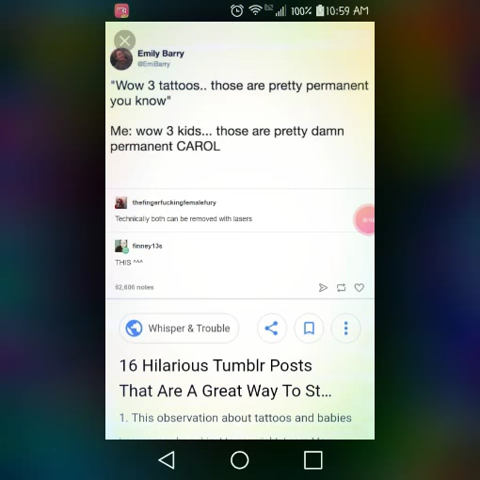 100% 10:59 AM
Emily Barry
@EmiBarry
"Wow 3 tattoos.. those are pretty permanent
you know"
Me: wow 3 kids... those are pretty damn
permanent CAROL
thefingerfuckingfemalefury
Technically both can be removed with lasers
finney13s
THIS ^^^
62,606 notes
Whisper & Trouble
16 Hilarious Tumblr Posts
That Are A Great Way To St...
1. This observation about tattoos and babies